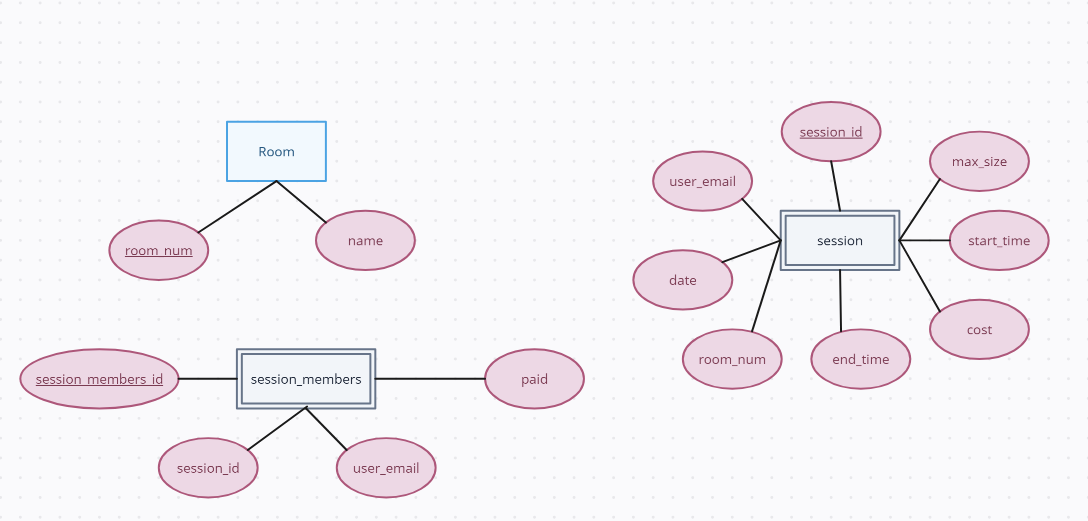 Room
room_num
name
session_members_id
session_members
paid
session_id
user_email
session_id
user_email
max_size
session
start_time
date
cost
room_num
end_time